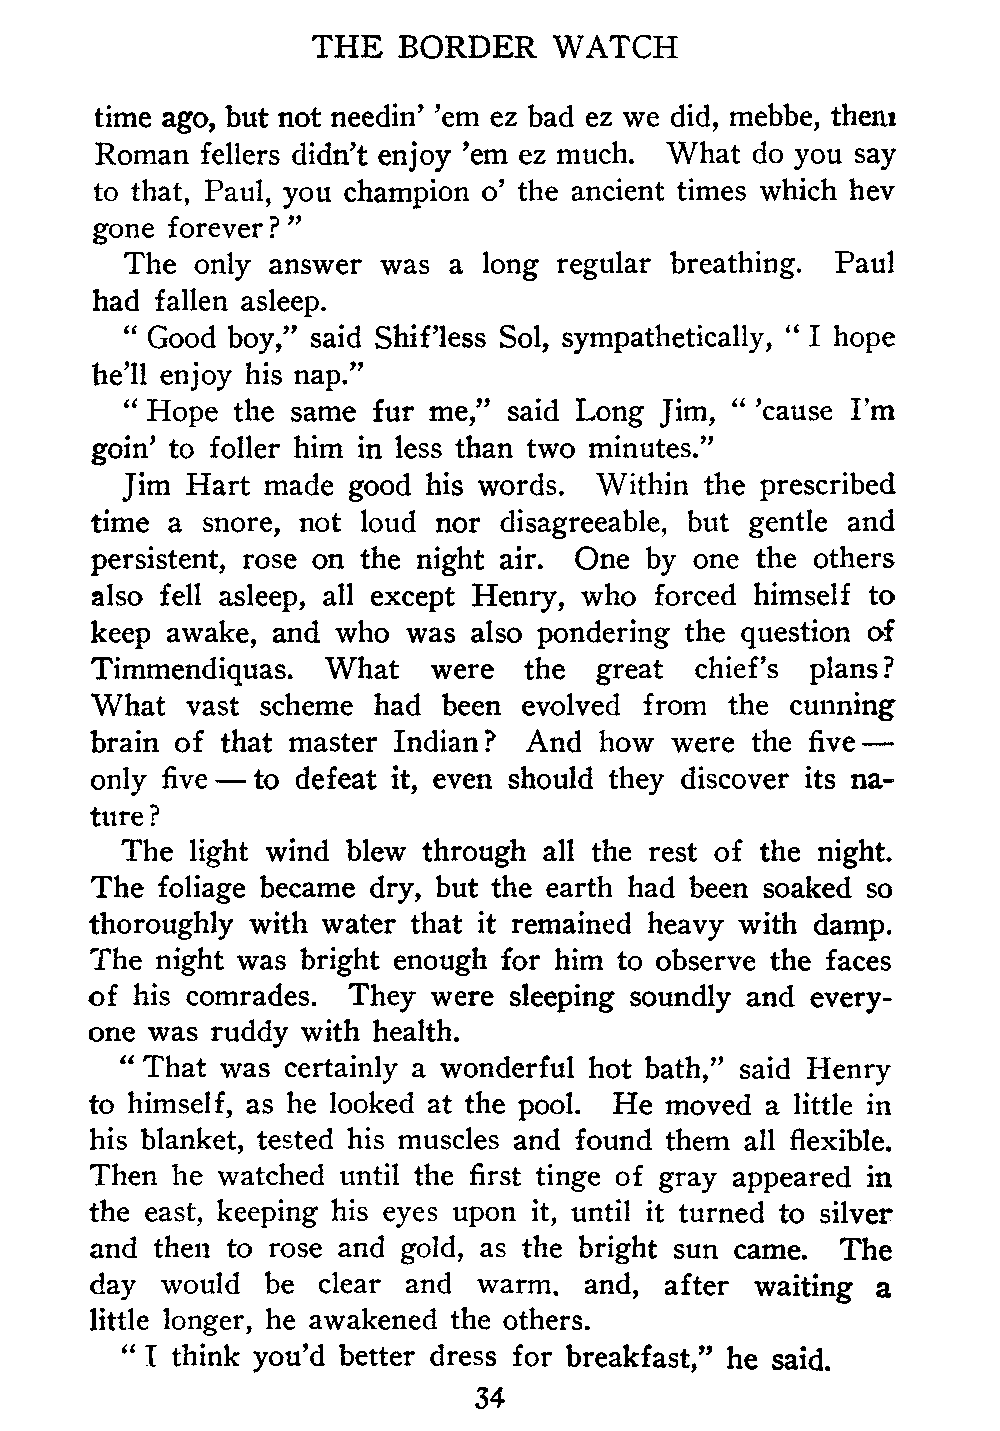 THE BORDER WATCH
time ago, but not needin' 'em ez bad ez we did, mebbe, them
Roman fellers didn't enjoy 'em ez much. What do you say
to that, Paul, you champion o' the ancient times which hev
gone forever?"
The only answer was a long regular breathing. Paul
had fallen asleep.
"Good boy," said Shif'less Sol, sympathetically, "I hope
he'll enjoy his nap."
"Hope the same fur me," said Long Jim, "'cause I'm
goin' to foller him in less than two minutes."
Jim Hart made good his words. Within the prescribed
time a snore, not loud nor disagreeable, but gentle and
persistent, rose on the night air. One by one the others
also fell asleep, all except Henry, who forced himself to
keep awake, and who was also pondering the question of
Timmendiquas. What were the great chief's plans?
What vast scheme had been evolved from the cunning
brain of that master Indian? And how were the five—
only five—to defeat it, even should they discover its na-
ture?
The light wind blew through all the rest of the night.
The foliage became dry, but the earth had been soaked so
thoroughly with water that it remained heavy with damp.
The night was bright enough for him to observe the faces
of his comrades. They were sleeping soundly and every-
one was ruddy with health.
"That was certainly a wonderful hot bath," said Henry
to himself, as he looked at the pool. He moved a little in
his blanket, tested his muscles and found them all flexible.
Then he watched until the first tinge of gray appeared in
the east, keeping his eyes upon it, until it turned to silver
and then to rose and gold, as the bright sun came. The
day would be clear and warm. and, after waiting a
little longer, he awakened the others.
"I think you'd better dress for breakfast," he said.
34